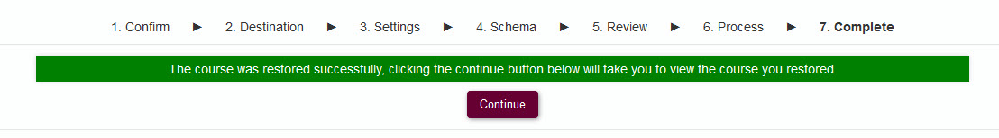 1. Confirm ► 2. Destination ► 3. Settings ► 4. Schema ► 5. Review ► 6. Process ► 7. Complete
The course was restored successfully, clicking the continue button below will take you to view the course you restored.
Continue